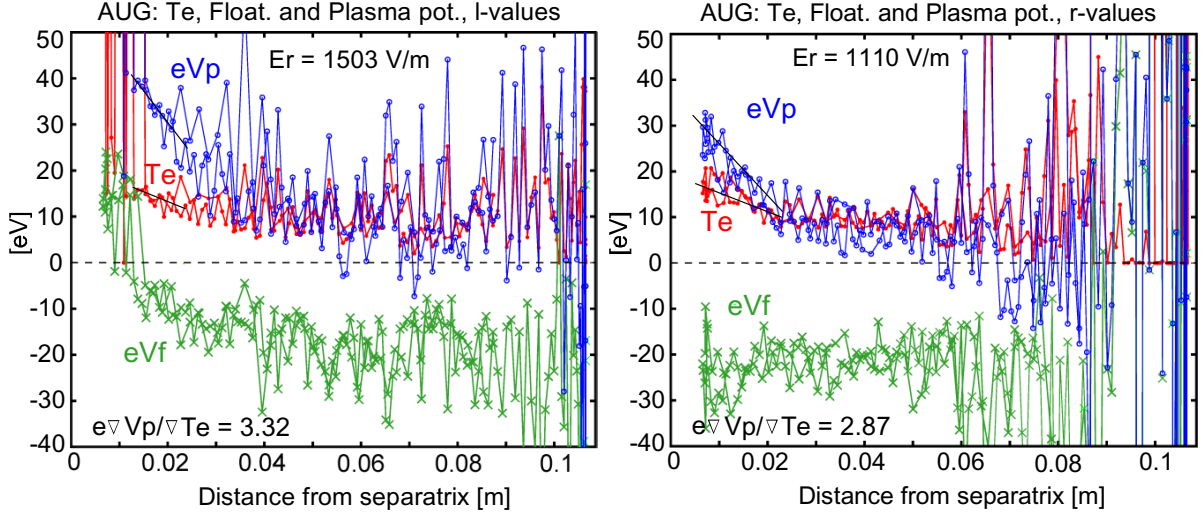 AUG: Te, Float. and Plasma pot., l-values
50
40
30
20
10
0
-10
-20
-30
-40
[eV]
Er = 1503 V/m
eVp
Te
eVf
e▽Vp/▽Te = 3.32
0 0.02 0.04 0.06 0.08 0.1
Distance from separatrix [m]
AUG: Te, Float. and Plasma pot., r-values
50
40
30
20
10
0
-10
-20
-30
-40
[eV]
Er = 1110 V/m
eVp
Te
eVf
e▽Vp/▽Te = 2.87
0 0.02 0.04 0.06 0.08 0.1
Distance from separatrix [m]